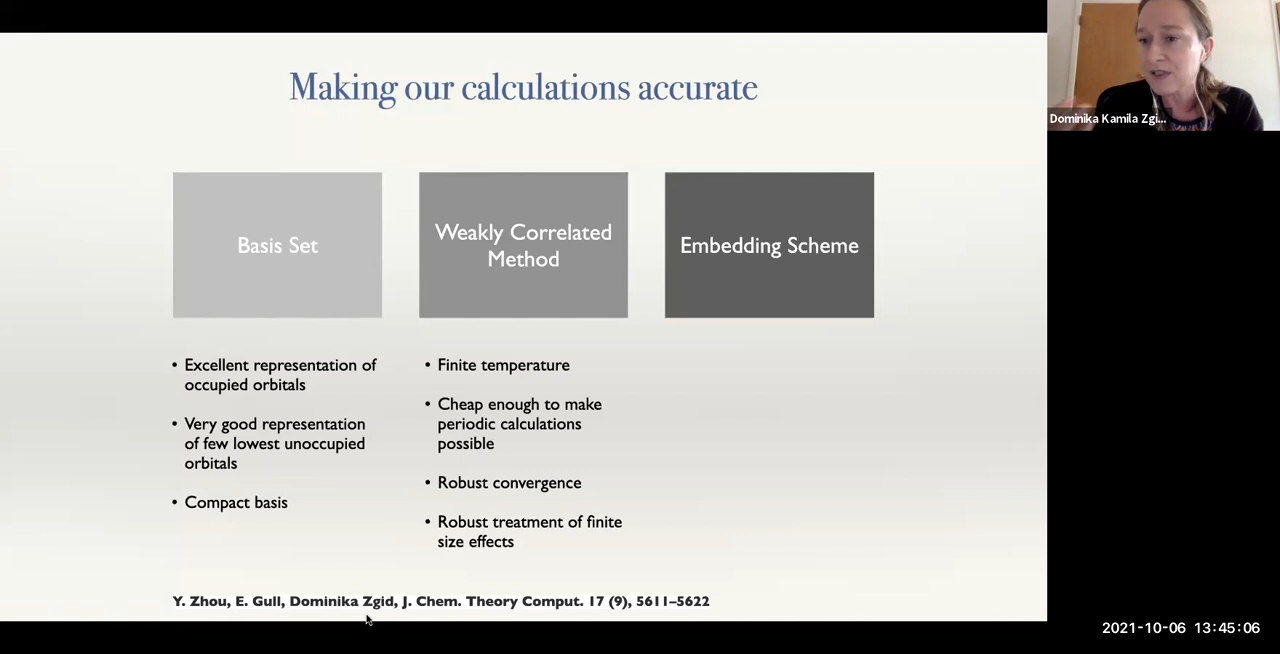 Making our calculations accurate
Dominika Kamila Zgi...
Basis Set
Weakly Correlated
Method
Embedding Scheme
• Excellent representation of
occupied orbitals
• Very good representation
of few lowest unoccupied
orbitals
• Compact basis
• Finite temperature
• Cheap enough to make
periodic calculations
possible
• Robust convergence
• Robust treatment of finite
size effects
Y. Zhou, E. Gull, Dominika Zgid, J. Chem. Theory Comput. 17 (9), 5611–5622
2021-10-06 13:45:06